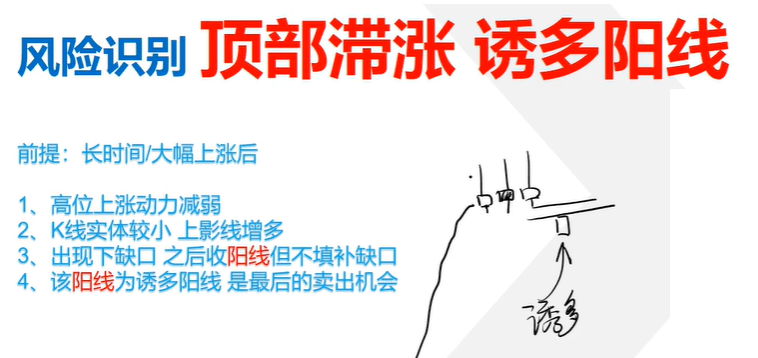 风险识别 顶部滞涨 诱多阳线
前提：长时间/大幅上涨后
1、高位上涨动力减弱
2、K线实体较小 上影线增多
3、出现下缺口 之后收阳线但不填补缺口
4、该阳线为诱多阳线 是最后的卖出机会
诱多